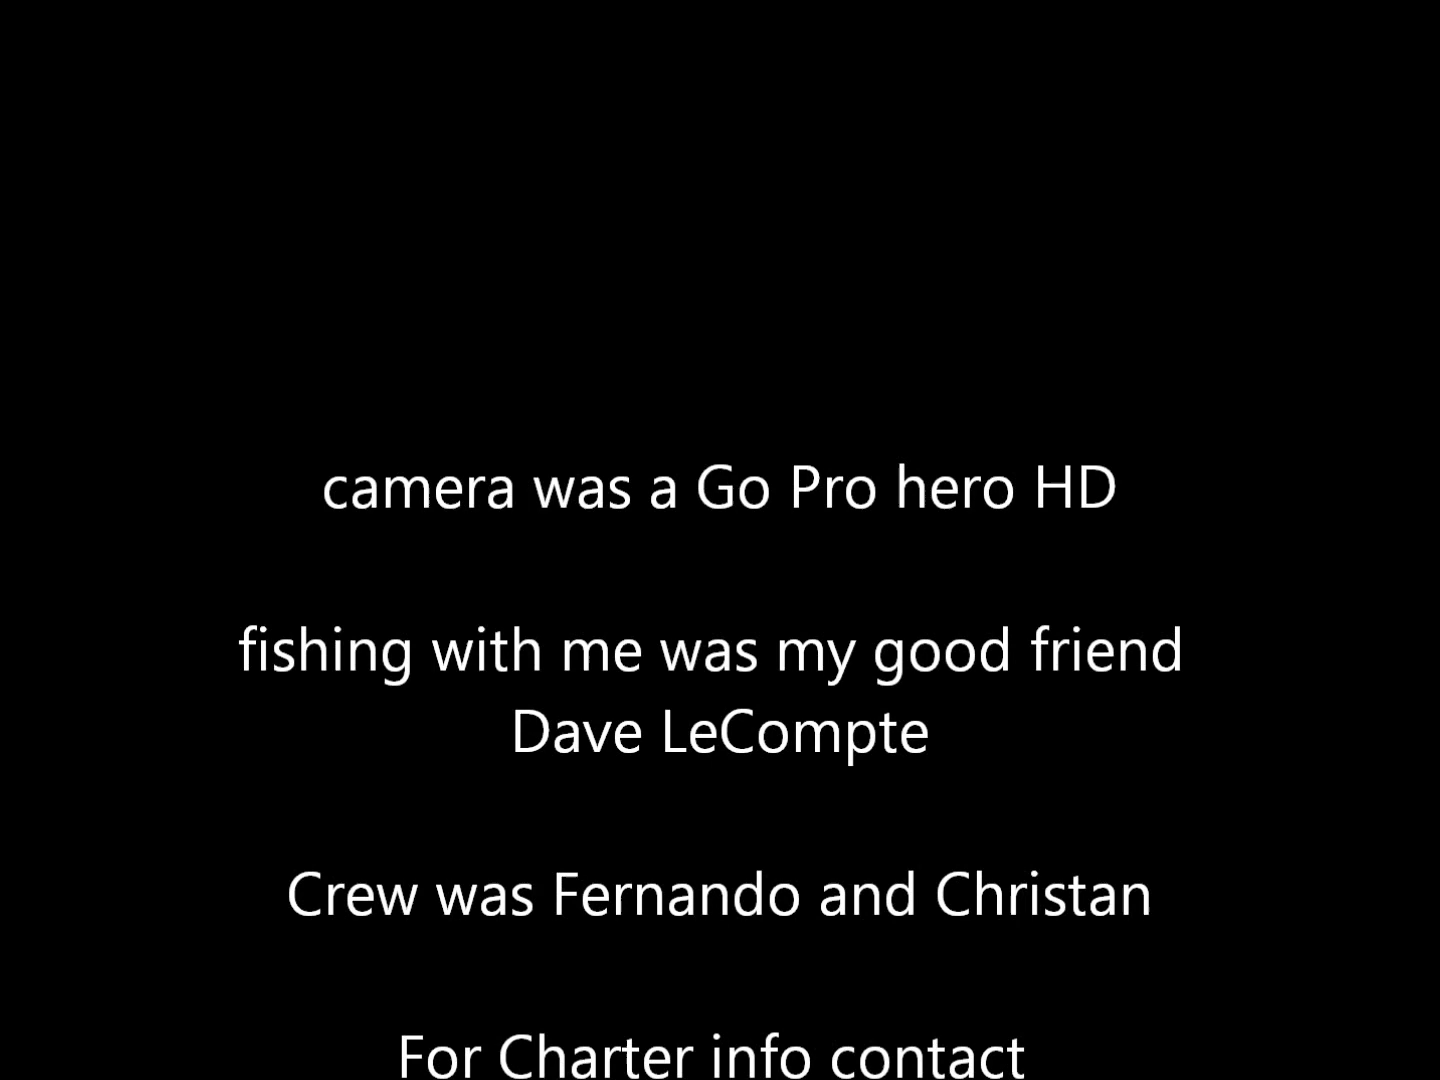 camera was a Go Pro hero HD
fishing with me was my good friend
Dave LeCompte
Crew was Fernando and Christan
For Charter info contact